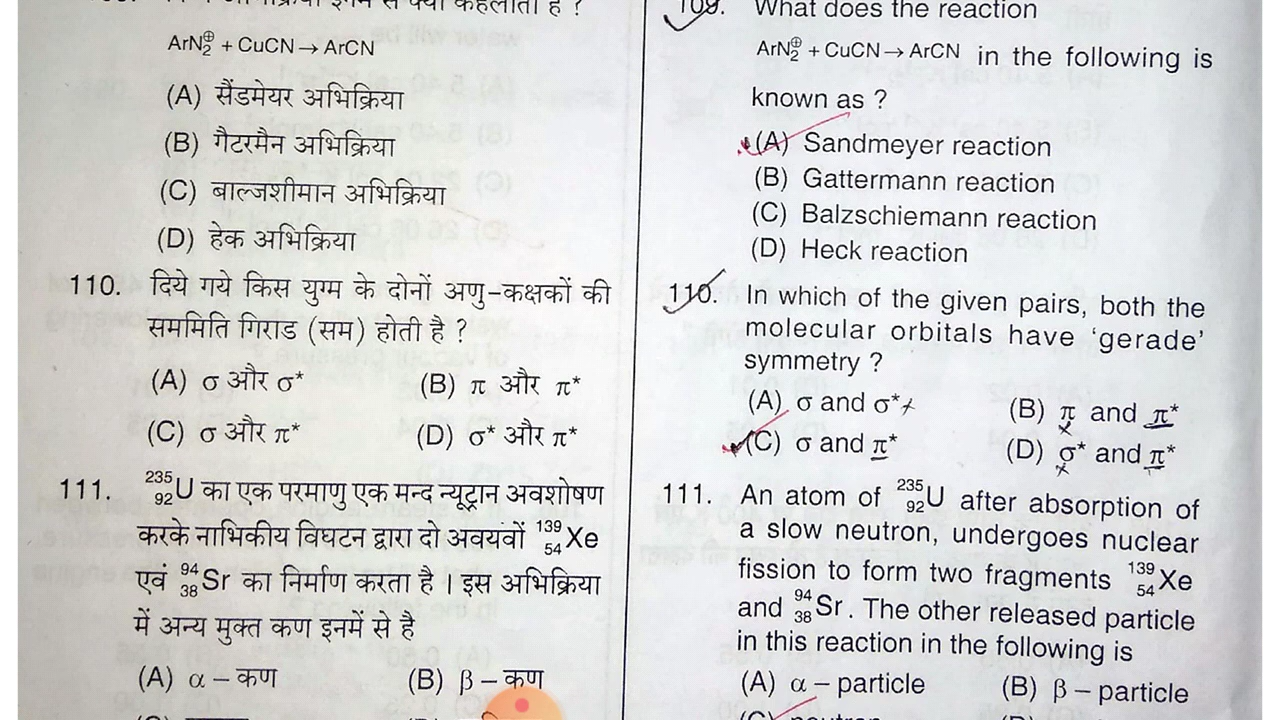 ArN₂⊕ + CuCN → ArCN
(A) सैंडमेयर अभिक्रिया
(B) गैटरमैन अभिक्रिया
(C) बाल्जशीमान अभिक्रिया
(D) हेक अभिक्रिया
110. दिये गये किस युग्म के दोनों अणु-कक्षकों की
सममिति गिराड (सम) होती है ?
(A) σ और σ*
(B) π और π*
(C) σ और π*
(D) σ* और π*
111. ²³⁵₉₂U का एक परमाणु एक मन्द न्यूट्रान अवशोषण
करके नाभिकीय विघटन द्वारा दो अवयवों ¹³⁹₅₄Xe
एवं ⁹⁴₃₈Sr का निर्माण करता है । इस अभिक्रिया
में अन्य मुक्त कण इनमें से है
(A) α – कण
(B) β – कण
109. What does the reaction
ArN₂⊕ + CuCN → ArCN in the following is
known as ?
(A) Sandmeyer reaction
(B) Gattermann reaction
(C) Balzschiemann reaction
(D) Heck reaction
110. In which of the given pairs, both the
molecular orbitals have ‘gerade’
symmetry ?
(A) σ and σ*
(B) π and π*
(C) σ and π*
(D) σ* and π*
111. An atom of ²³⁵₉₂U after absorption of
a slow neutron, undergoes nuclear
fission to form two fragments ¹³⁹₅₄Xe
and ⁹⁴₃₈Sr. The other released particle
in this reaction in the following is
(A) α – particle
(B) β – particle
(C) neutron